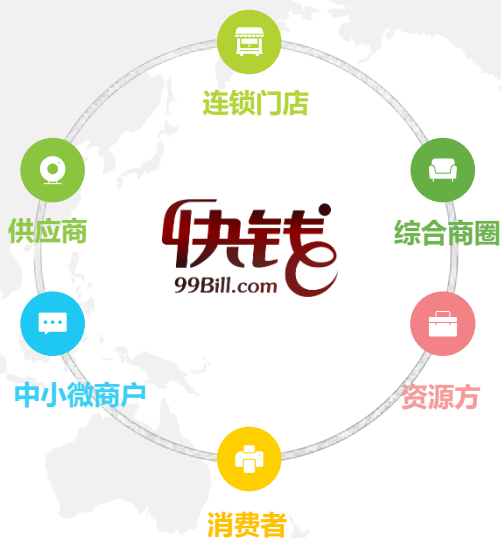 连锁门店
供应商
综合商圈
快钱
99Bill.com
中小微商户
资源方
消费者